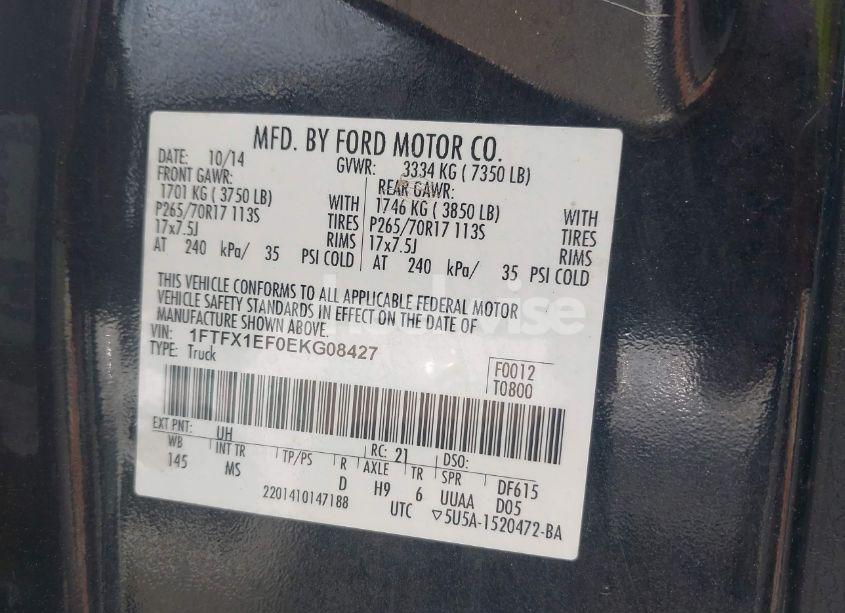 MFD. BY FORD MOTOR CO.
DATE: 10/14 GVWR: 3334 KG ( 7350 LB)
FRONT GAWR: REAR GAWR:
1701 KG ( 3750 LB) WITH 1746 KG ( 3850 LB) WITH
P265/70R17 113S TIRES P265/70R17 113S TIRES
17x7.5J RIMS 17x7.5J RIMS
AT 240 kPa/ 35 PSI COLD AT 240 kPa/ 35 PSI COLD
THIS VEHICLE CONFORMS TO ALL APPLICABLE FEDERAL MOTOR
VEHICLE SAFETY STANDARDS IN EFFECT ON THE DATE OF
MANUFACTURE SHOWN ABOVE.
VIN: 1FTFX1EF0EKG08427
TYPE: Truck
F0012
T0800
EXT PNT: UH RC: 21 DSO:
WB INT TR TP/PS R AXLE TR SPR DF615
145 MS D H9 6 UUAA D05
2201410147188 UTC ▽5U5A-1520472-BA